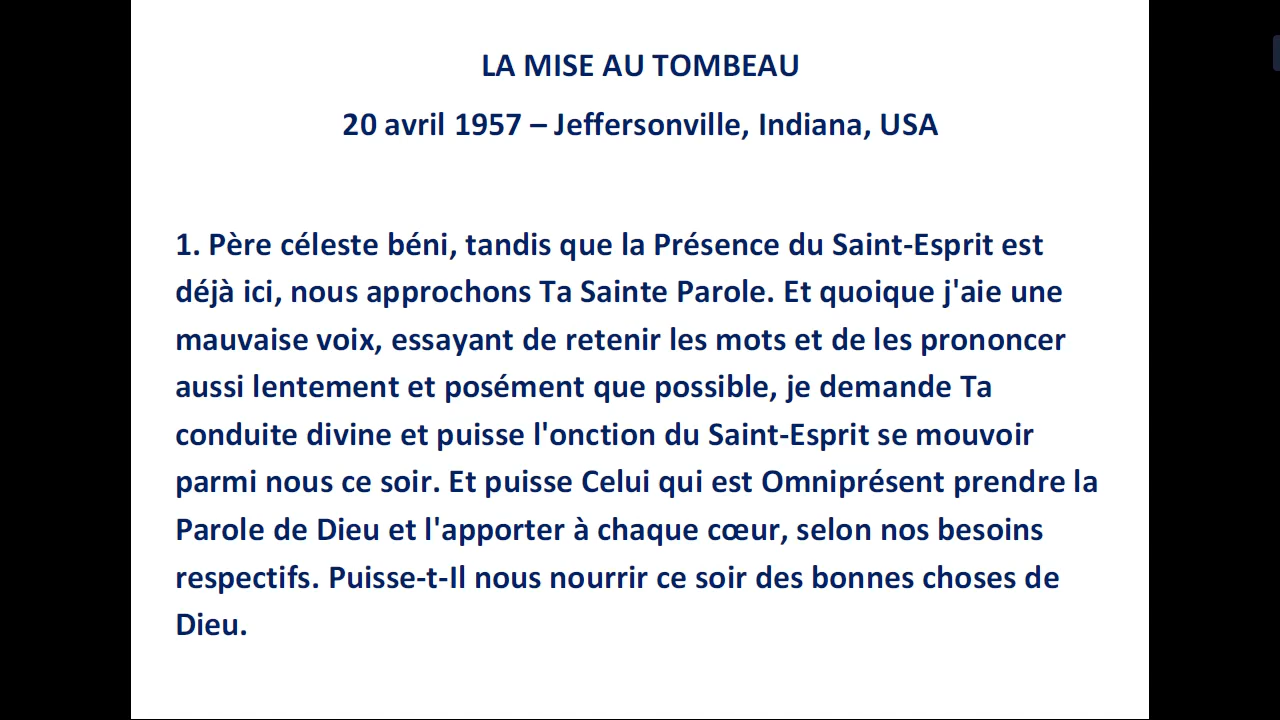 LA MISE AU TOMBEAU
20 avril 1957 – Jeffersonville, Indiana, USA
1. Père céleste béni, tandis que la Présence du Saint-Esprit est
déjà ici, nous approchons Ta Sainte Parole. Et quoique j'aie une
mauvaise voix, essayant de retenir les mots et de les prononcer
aussi lentement et posément que possible, je demande Ta
conduite divine et puisse l'onction du Saint-Esprit se mouvoir
parmi nous ce soir. Et puisse Celui qui est Omniprésent prendre la
Parole de Dieu et l'apporter à chaque cœur, selon nos besoins
respectifs. Puisse-t-Il nous nourrir ce soir des bonnes choses de
Dieu.